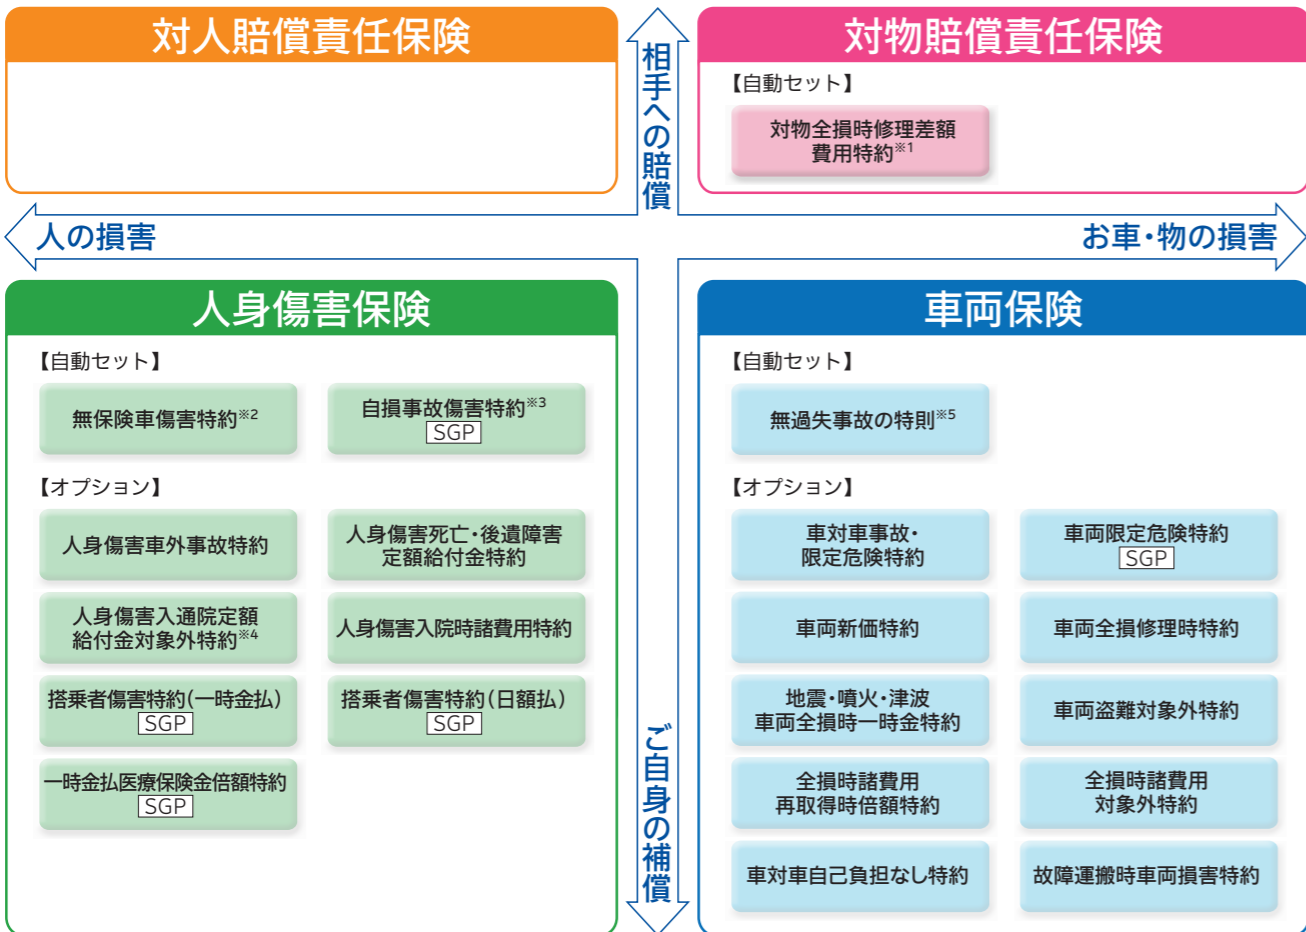 対人賠償責任保険
対物賠償責任保険
【自動セット】
対物全損時修理差額
費用特約※1
相手への賠償
人の損害
お車・物の損害
人身傷害保険
【自動セット】
無保険車傷害特約※2
自損事故傷害特約※3
SGP
【オプション】
人身傷害車外事故特約
人身傷害死亡・後遺障害
定額給付金特約
人身傷害入通院定額
給付金対象外特約※4
人身傷害入院時諸費用特約
搭乗者傷害特約(一時金払)
SGP
搭乗者傷害特約(日額払)
SGP
一時金払医療保険金倍額特約
SGP
ご自身の補償
車両保険
【自動セット】
無過失事故の特則※5
【オプション】
車対車事故・
限定危険特約
車両限定危険特約
SGP
車両新価特約
車両全損修理時特約
地震・噴火・津波
車両全損時一時金特約
車両盗難対象外特約
全損時諸費用
再取得時倍額特約
全損時諸費用
対象外特約
車対車自己負担なし特約
故障運搬時車両損害特約